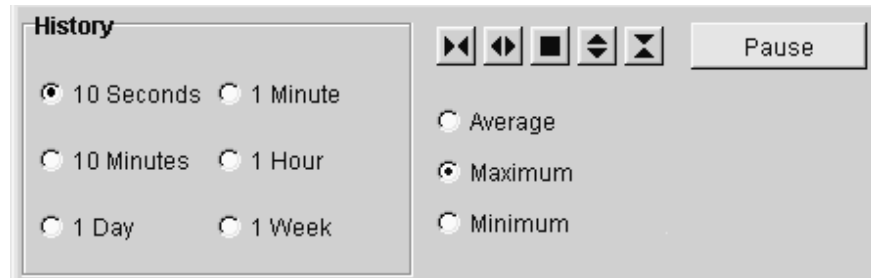 History
Pause
10 Seconds 1 Minute
Average
10 Minutes 1 Hour
Maximum
1 Day 1 Week
Minimum